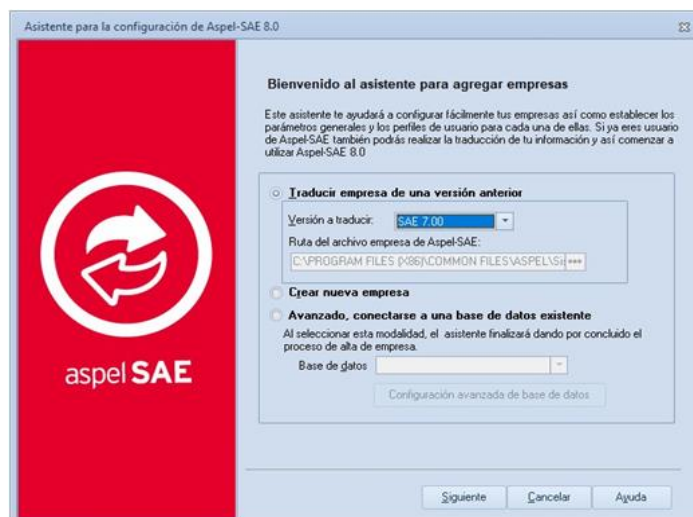 Asistente para la configuración de Aspel-SAE 8.0
Bienvenido al asistente para agregar empresas
Este asistente te ayudará a configurar fácilmente tus empresas así como establecer los
parámetros generales y los perfiles de usuario para cada una de ellas. Si ya eres usuario
de Aspel-SAE también podrás realizar la traducción de tu información y así comenzar a
utilizar Aspel-SAE 8.0
Traducir empresa de una versión anterior
Versión a traducir: SAE 7.00
Ruta del archivo empresa de Aspel-SAE:
C:\PROGRAM FILES (X86)\COMMON FILES\ASPEL\Si
Crear nueva empresa
Avanzado, conectarse a una base de datos existente
Al seleccionar esta modalidad, el asistente finalizará dando por concluido el
proceso de alta de empresa.
Base de datos
Configuración avanzada de base de datos
aspel SAE
Siguiente Cancelar Ayuda